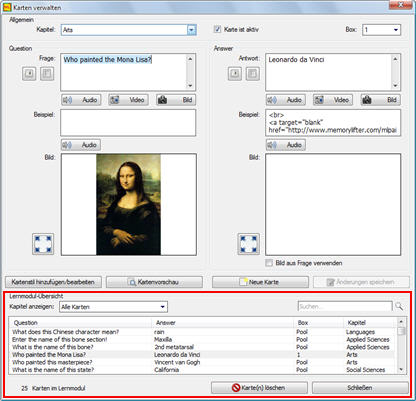 Karten verwalten
Allgemein
Kapitel: Arts Karte ist aktiv Box: 1
Question Answer
Frage: Who painted the Mona Lisa? Antwort: Leonardo da Vinci
Audio Video Bild Audio Video Bild
Beispiel: Beispiel: <br>
<a target="blank"
href="http://www.memorylifter.com/mlpai
Audio Audio
Bild: Bild:
Bild aus Frage verwenden
Kartenstil hinzufügen/bearbeiten Kartenvorschau Neue Karte Änderungen speichern
Lernmodul-Übersicht
Kapitel anzeigen: Alle Karten Suchen...
Question Answer Box Kapitel
What does this Chinese character mean? rain Pool Languages
Enter the name of this bone section! Maxilla Pool Applied Sciences
What is the name of this bone? 2nd metatarsal Pool Applied Sciences
Who painted the Mona Lisa? Leonardo da Vinci 1 Arts
Who painted this masterpiece? Vincent van Gogh Pool Arts
What is the name of this state? California Pool Social Sciences
25 Karten im Lernmodul Karte(n) löschen Schließen